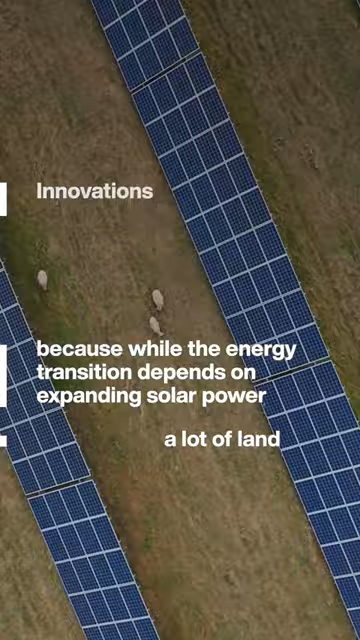 Innovations
because while the energy
transition depends on
expanding solar power
a lot of land